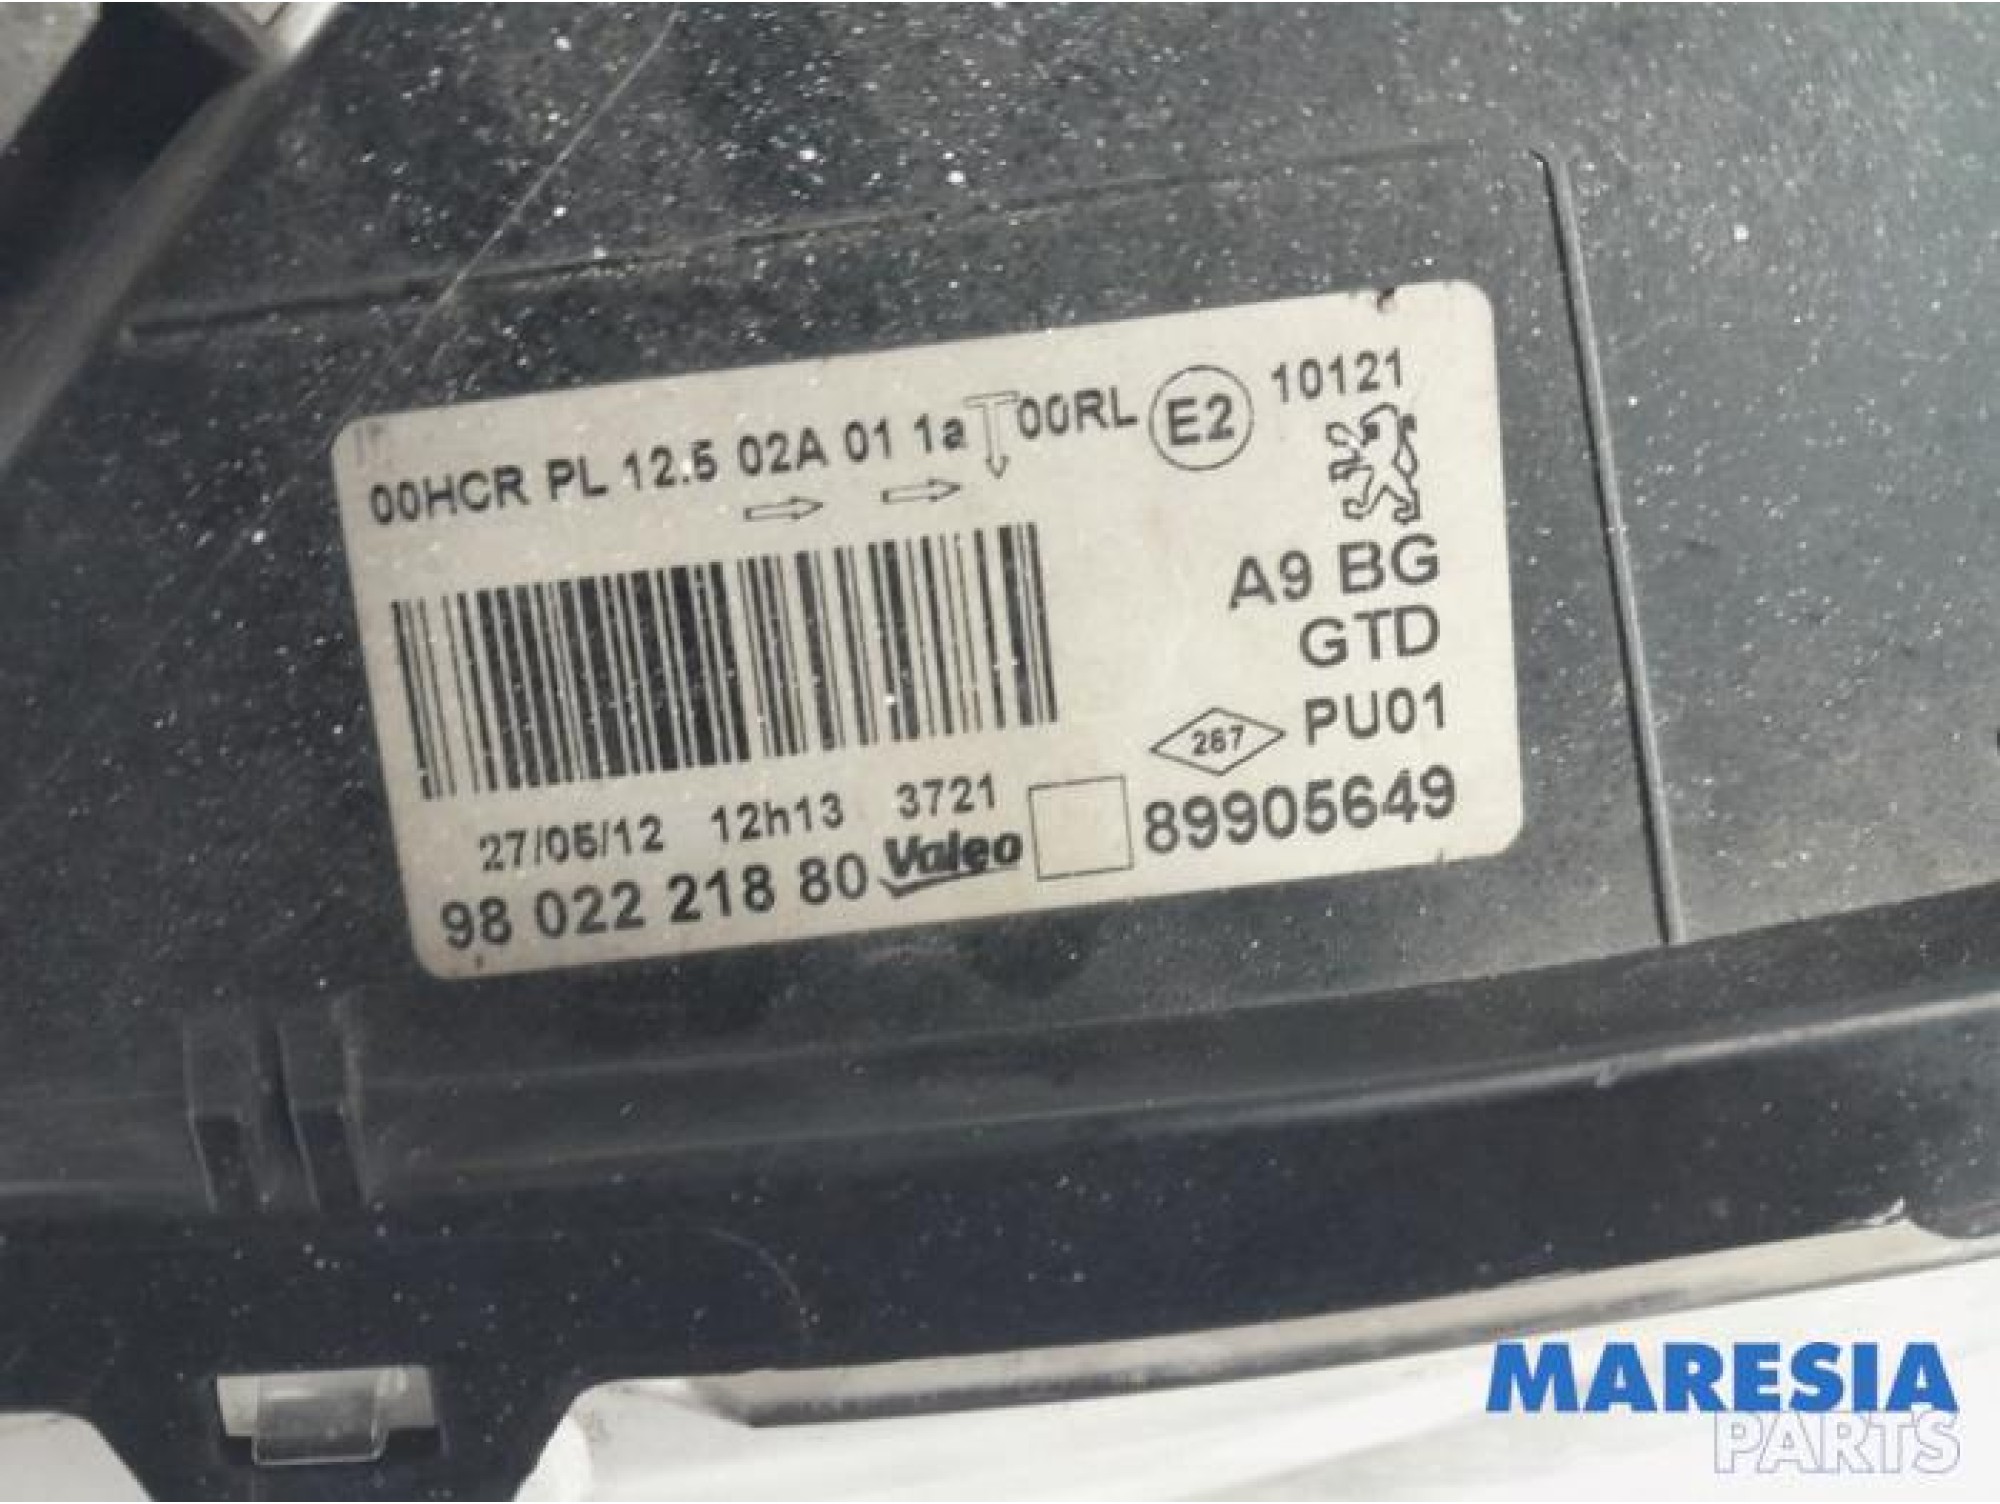 00HCR PL 12.5 02A 01 1a 00RL E2 10121
A9 BG
GTD
267 PU01
27/06/12 12h13 3721
98 022 218 80 Valeo 89905649
MARESIA
PARTS